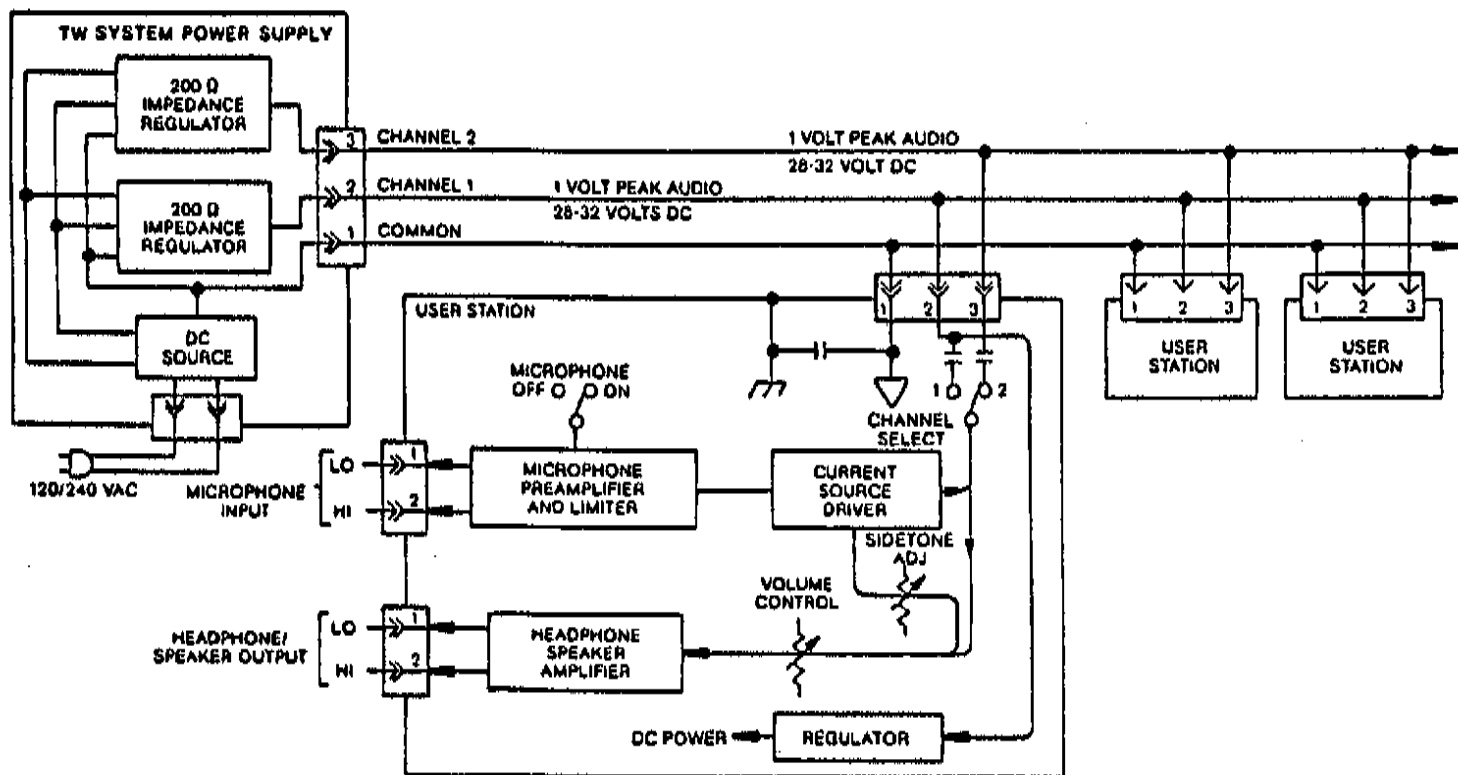 TW SYSTEM POWER SUPPLY
200 Ω
IMPEDANCE
REGULATOR
200 Ω
IMPEDANCE
REGULATOR
DC
SOURCE
120/240 VAC
3
CHANNEL 2
2
CHANNEL 1
1
COMMON
1 VOLT PEAK AUDIO
28-32 VOLT DC
1 VOLT PEAK AUDIO
28-32 VOLTS DC
USER STATION
1 2 3
MICROPHONE
OFF ON
1 2
CHANNEL
SELECT
1 2 3
USER
STATION
1 2 3
USER
STATION
MICROPHONE
INPUT
LO
HI
1
2
MICROPHONE
PREAMPLIFIER
AND LIMITER
CURRENT
SOURCE
DRIVER
SIDETONE
ADJ
VOLUME
CONTROL
HEADPHONE/
SPEAKER OUTPUT
LO
HI
1
2
HEADPHONE
SPEAKER
AMPLIFIER
DC POWER
REGULATOR